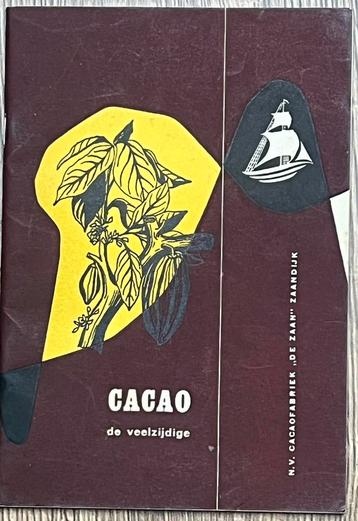 CACAO
de veelzijdige
N.V. CACAOFABRIEK „DE ZAAN" ZAANDIJK